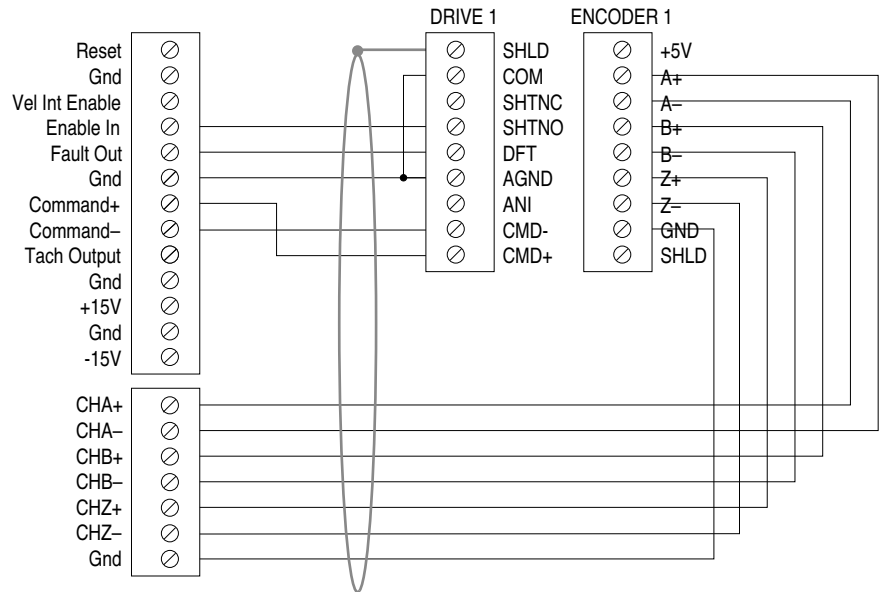 DRIVE 1
ENCODER 1
Reset
Gnd
Vel Int Enable
Enable In
Fault Out
Gnd
Command+
Command–
Tach Output
Gnd
+15V
Gnd
-15V
SHLD
COM
SHTNC
SHTNO
DFT
AGND
ANI
CMD-
CMD+
+5V
A+
A–
B+
B–
Z+
Z–
GND
SHLD
CHA+
CHA–
CHB+
CHB–
CHZ+
CHZ–
Gnd